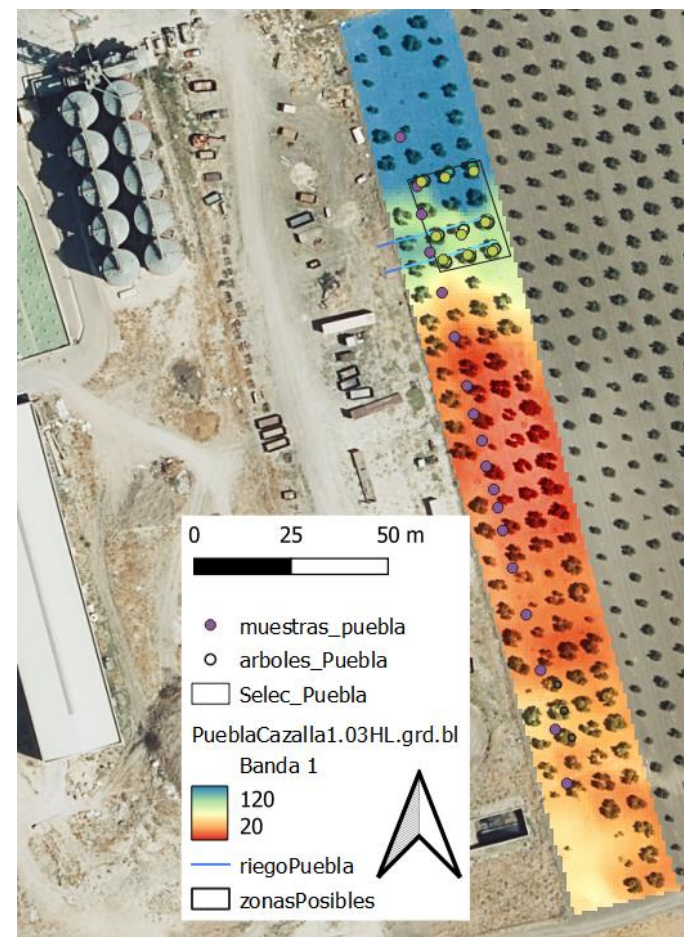 0 25 50 m
muestras_puebla
arboles_Puebla
Selec_Puebla
PueblaCazalla1.03HL.grd.bl
Banda 1
120
20
riegoPuebla
zonasPosibles